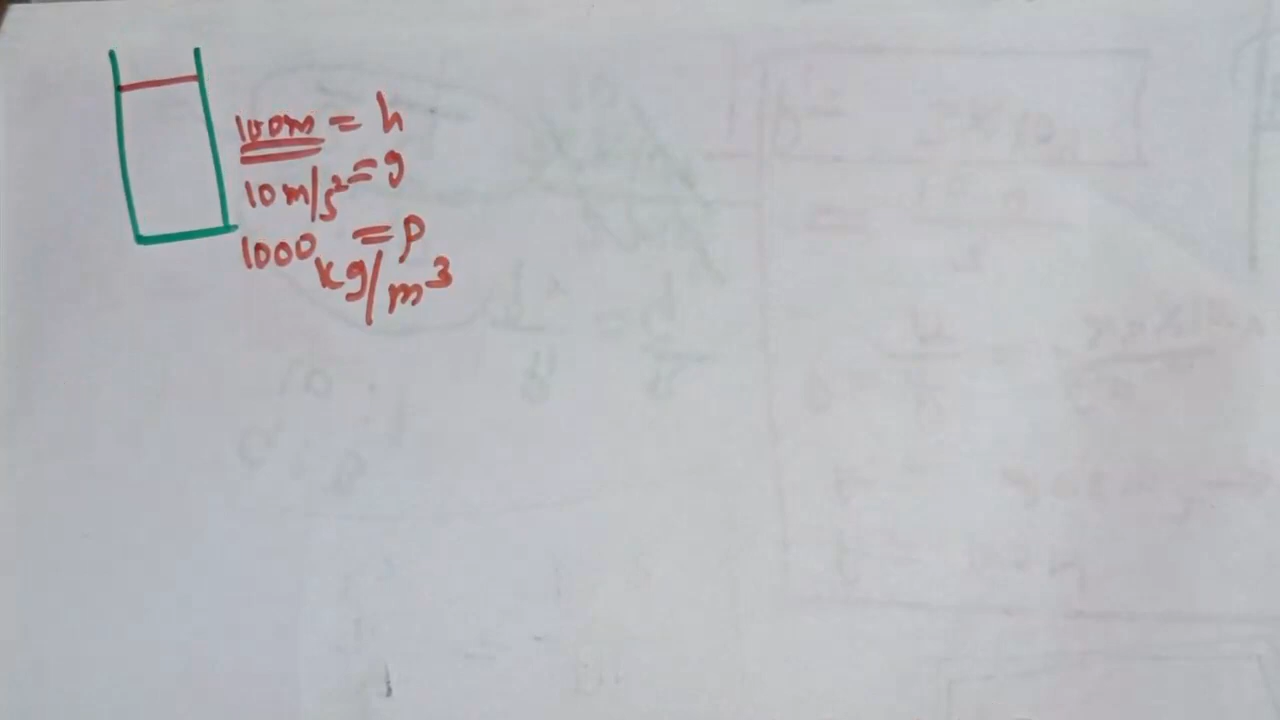 100m = h
10 m/s² = g
1000 kg/m³ = ρ